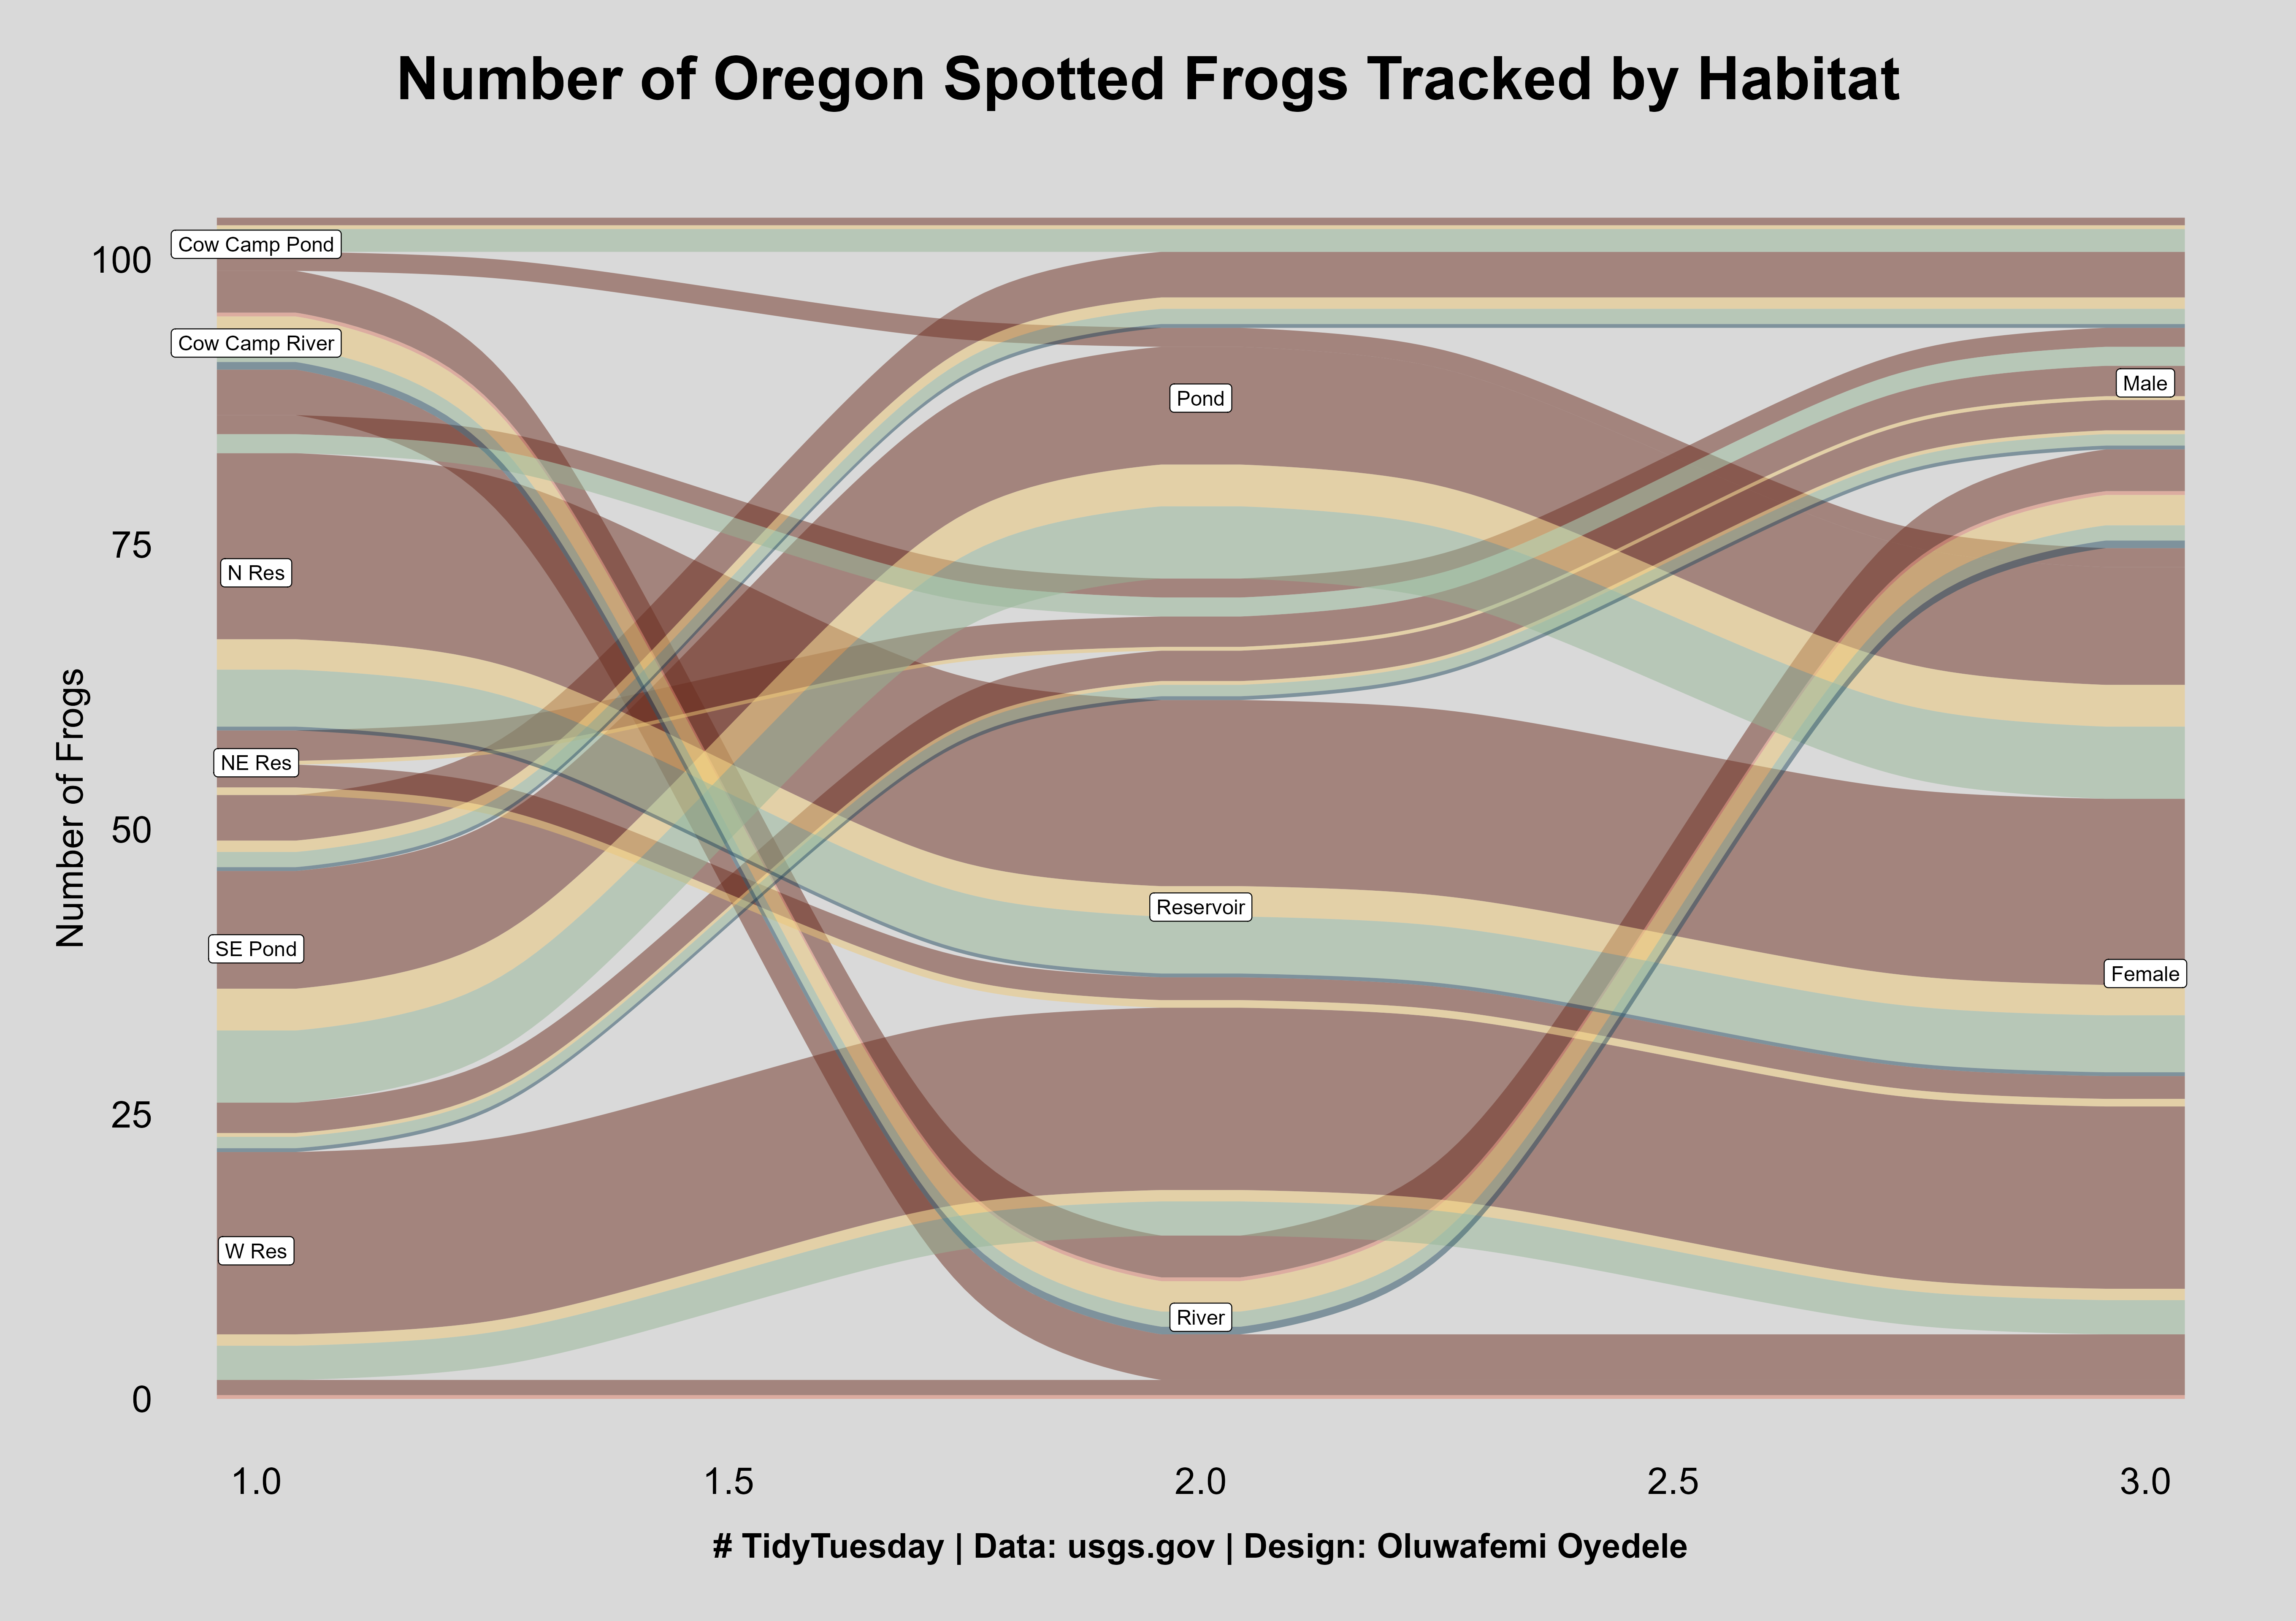 Number of Oregon Spotted Frogs Tracked by Habitat
Number of Frogs
100
75
50
25
0
Cow Camp Pond
Cow Camp River
N Res
NE Res
SE Pond
W Res
Pond
Reservoir
River
Male
Female
1.0 1.5 2.0 2.5 3.0
# TidyTuesday | Data: usgs.gov | Design: Oluwafemi Oyedele